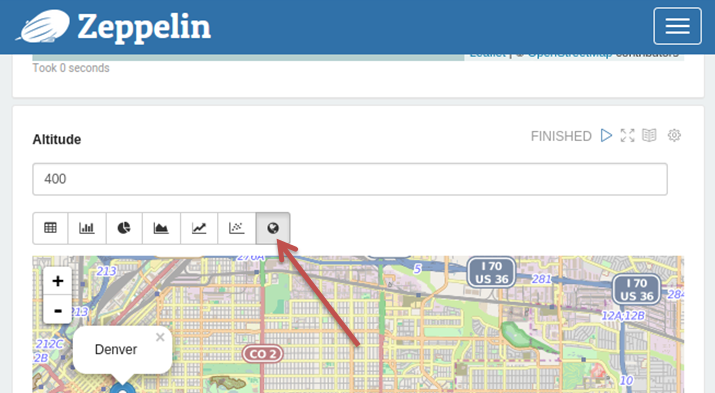 Zeppelin
Leaflet | © OpenStreetMap contributors
Took 0 seconds
Altitude
FINISHED
400
+
-
213
270A
5
I 70
US 36
281
I 70
US 36
284
213
12A-12B
212C
2B
Denver
×
CO 2
10